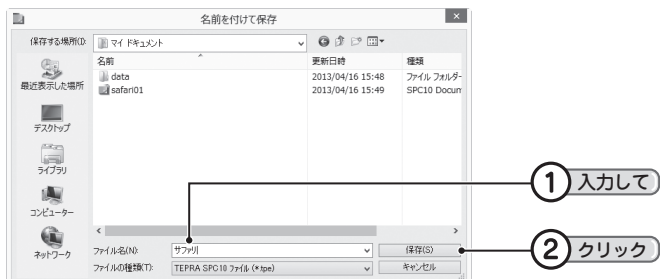 名前を付けて保存
保存する場所(I):
マイ ドキュメント
名前
更新日時
種類
data
2013/04/16 15:48
ファイル フォルダー
safari01
2013/04/16 15:49
SPC10 Docum
最近表示した場所
デスクトップ
ライブラリ
コンピューター
ネットワーク
ファイル名(N):
サファリ
保存(S)
ファイルの種類(T):
TEPRA SPC10 ファイル (*.tpe)
キャンセル
① 入力して
② クリック